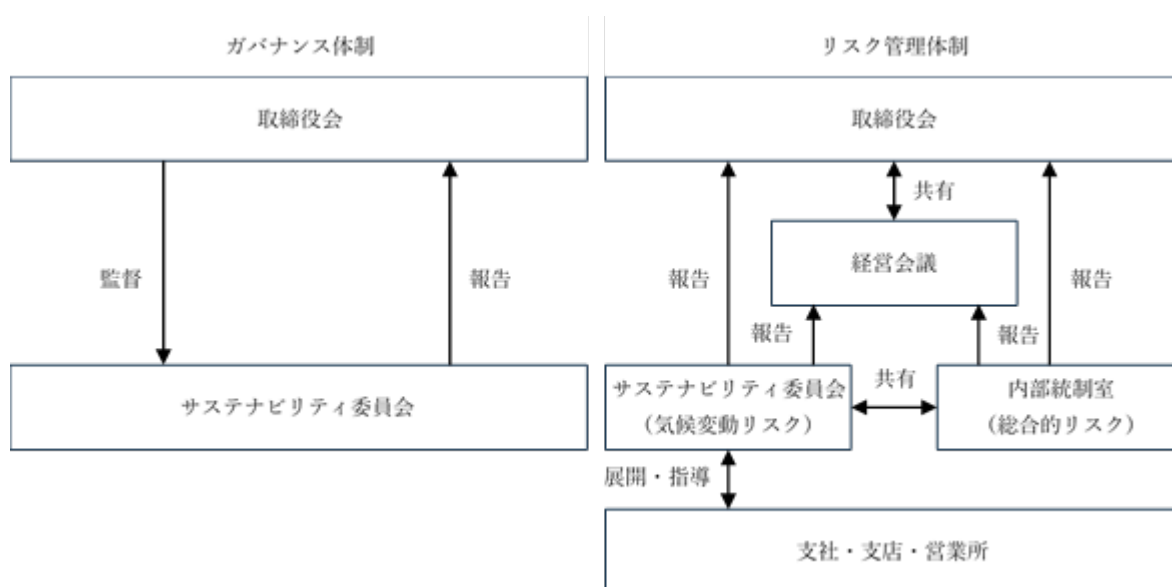 ガバナンス体制
取締役会
監督
報告
サステナビリティ委員会
リスク管理体制
取締役会
共有
経営会議
報告
報告
報告
報告
サステナビリティ委員会
（気候変動リスク）
共有
内部統制室
（総合的リスク）
展開・指導
支社・支店・営業所